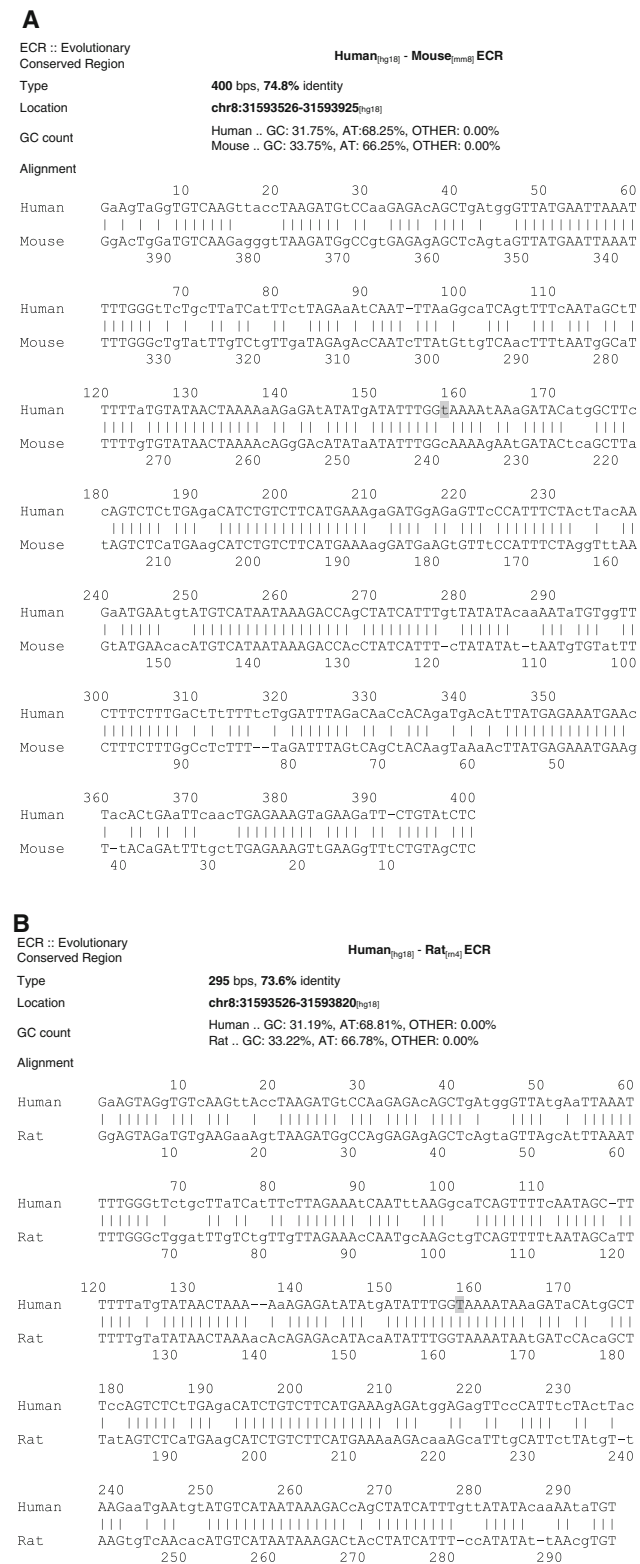 A
ECR :: Evolutionary Conserved Region
Human[hg18] - Mouse[mm8] ECR
Type 400 bps, 74.8% identity
Location chr8:31593526-31593925[hg18]
GC count Human .. GC: 31.75%, AT:68.25%, OTHER: 0.00%
Mouse .. GC: 33.75%, AT: 66.25%, OTHER: 0.00%
Alignment
10 20 30 40 50 60
Human GaAgTaGgTGTCAAGttaccTAAGATGtCCaaGAGAcAGCTgAtggGTTATGAATTAAAT
Mouse GgActTGgaTGTCAAGagggtTAAGATGgCCgtGAGAgAGCTcAgtaGTTATGAATTAAAT
390 380 370 360 350 340
70 80 90 100 110
Human TTTGGGttCTgcTTaTCatTTctTAGAaAtCAAT-TTAaGgcaTCAgtTTTcAATaGCtT
Mouse TTTGGGCtgTatTTgTCtgTTgaTAGAgAcCAATcTTAtGttgTCAacTTTtAATgGCaT
330 320 310 300 290 280
120 130 140 150 160 170
Human TTTTaTGTATAACTAAAAaAGaGAtATATgATATTTGGtAAAAtAAaGATACatgGCTTc
Mouse TTTTgTGTATAACTAAAAcAGgGAcATATaATATTTGGcAAAAgAAtGATACtcaGCTTa
270 260 250 240 230 220
180 190 200 210 220 230
Human cAGTCTCtTGAgaCATCTGTCTTCATGAAAgaGATGgaGaGTTcCCATTTCTActTacAA
Mouse tAGTCTCaTGAagCATCTGTCTTCATGAAAagGATGaaGtGTTtCCATTTCTAggTttAA
210 200 190 180 170 160
240 250 260 270 280 290
Human GaATGAAtgtATGTCATAATAAAGACCAgCTATCATTTgtTATATACaaAATaTGTggTT
Mouse GtATGAAcacATGTCATAATAAAGACCAcCTATCATTT-cTATATAt-tAATgTGTatTT
150 140 130 120 110 100
300 310 320 330 340 350
Human CTTTCTTTGaCtTtTTTtcTgGATTTAGaCAaCcACAgaTgAcAtTTATGAGAAATGAAc
Mouse CTTTCTTTGgCcTcTTT--TaGATTTAGtCAgCtACAagTaAaAcTTATGAGAAATGAAg
90 80 70 60 50
360 370 380 390 400
Human TacACtGAaTTcaacTGAGAAAGTaGAAGaTT-CTGTAtCTC
Mouse T-tACaGAtTTtgctTGAGAAAGTtGAAGgTTtCTGTAgCTC
40 30 20 10
B
ECR :: Evolutionary Conserved Region
Human[hg18] - Rat[rn4] ECR
Type 295 bps, 73.6% identity
Location chr8:31593526-31593820[hg18]
GC count Human .. GC: 31.19%, AT:68.81%, OTHER: 0.00%
Rat .. GC: 33.22%, AT: 66.78%, OTHER: 0.00%
Alignment
10 20 30 40 50 60
Human GaAGTAGgTGTcAAGttAccTAAGATGtCCAaGAGAcAGCTgAtggGTTAtgAaTTAAAT
Rat GgAGTAGaTGTgAAGaaAgtTAAGATGgCCAgGAGAgAGCTcAgtaGTTAgcAtTTAAAT
10 20 30 40 50 60
70 80 90 100 110
Human TTTGGGtTctgcTTaTCatTTcTTAGAAAtCAATttAAGgcaTCAGTTTTcAATAGC-TT
Rat TTTGGGcTggatTTgTCtgTTgTTAGAAAcCAATgcAAGctgTCAGTTTTtAATAGCaTT
70 80 90 100 110 120
120 130 140 150 160 170
Human TTTTaTgTATAACTAAA--AaAGAGAtATATgATATTTGGTAAAATAAaGATaCAtgGCT
Rat TTTTgTaTATAACTAAAacAcAGAGAcATAcaATATTTGGTAAAATAAtGATcCAcaGCT
130 140 150 160 170 180
180 190 200 210 220 230
Human TccAGTCTCtTGAgaCATCTGTCTTCATGAAAgAGAtggAGagTTccCATTtcTActTac
Rat TatAGTCTCaTGAagCATCTGTCTTCATGAAAaAGACaaAGcaTTtgCATTctTAtgT-t
190 200 210 220 230 240
240 250 260 270 280 290
Human AAGaaTgAAtgtATGTCATAATAAAGACcAgCTATCATTTgttATATACaaAAtaTGT
Rat AAGtgTcAAcacATGTCATAATAAAGACtAcCTATCATTT-ccATATAt-tAAcgTGT
250 260 270 280 290